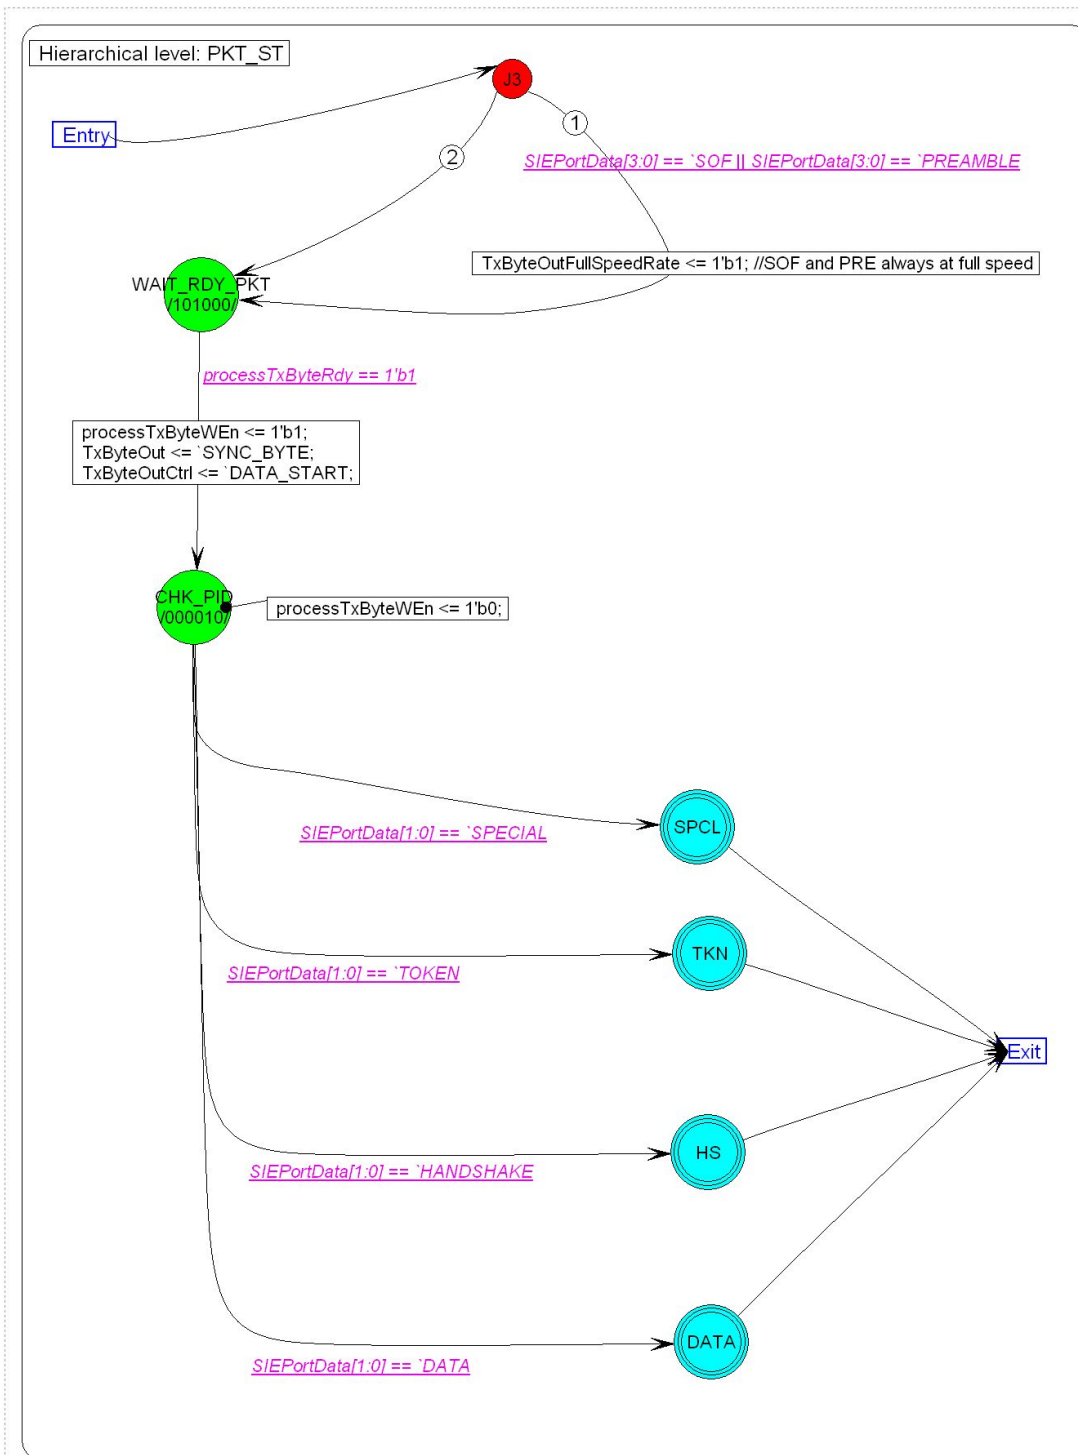 Hierarchical level: PKT_ST
J3
Entry
1
2
SIEPortData[3:0] == `SOF || SIEPortData[3:0] == `PREAMBLE
TxByteOutFullSpeedRate <= 1'b1; //SOF and PRE always at full speed
WAIT_RDY_PKT
/101000/
processTxByteRdy == 1'b1
processTxByteWEn <= 1'b1;
TxByteOut <= `SYNC_BYTE;
TxByteOutCtrl <= `DATA_START;
CHK_PID
/000010/
processTxByteWEn <= 1'b0;
SPCL
SIEPortData[1:0] == `SPECIAL
TKN
SIEPortData[1:0] == `TOKEN
Exit
HS
SIEPortData[1:0] == `HANDSHAKE
DATA
SIEPortData[1:0] == `DATA